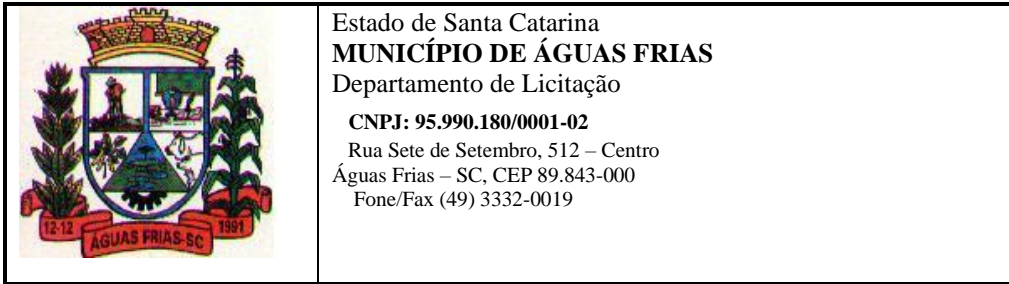 Estado de Santa Catarina
MUNICÍPIO DE ÁGUAS FRIAS
Departamento de Licitação
CNPJ: 95.990.180/0001-02
Rua Sete de Setembro, 512 – Centro
Águas Frias – SC, CEP 89.843-000
Fone/Fax (49) 3332-0019
12-12
ÁGUAS FRIAS-SC
1991